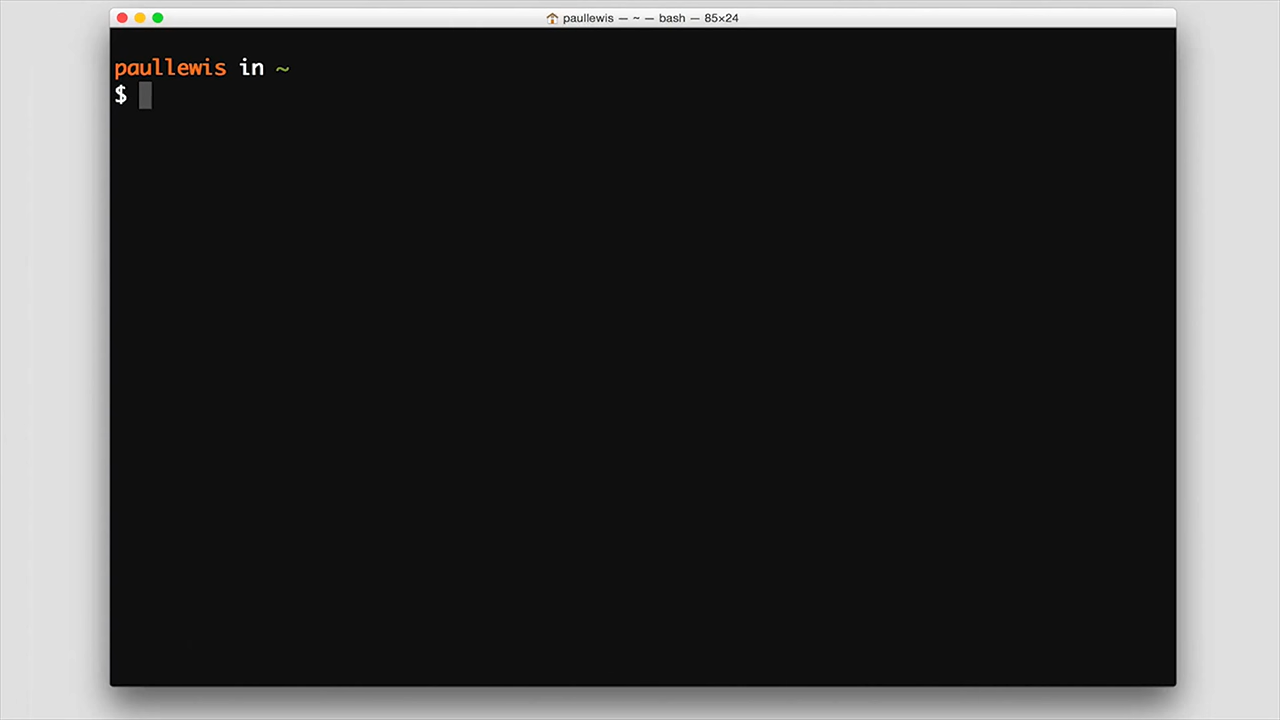 paullewis — ~ — bash — 85×24
paullewis in ~
$